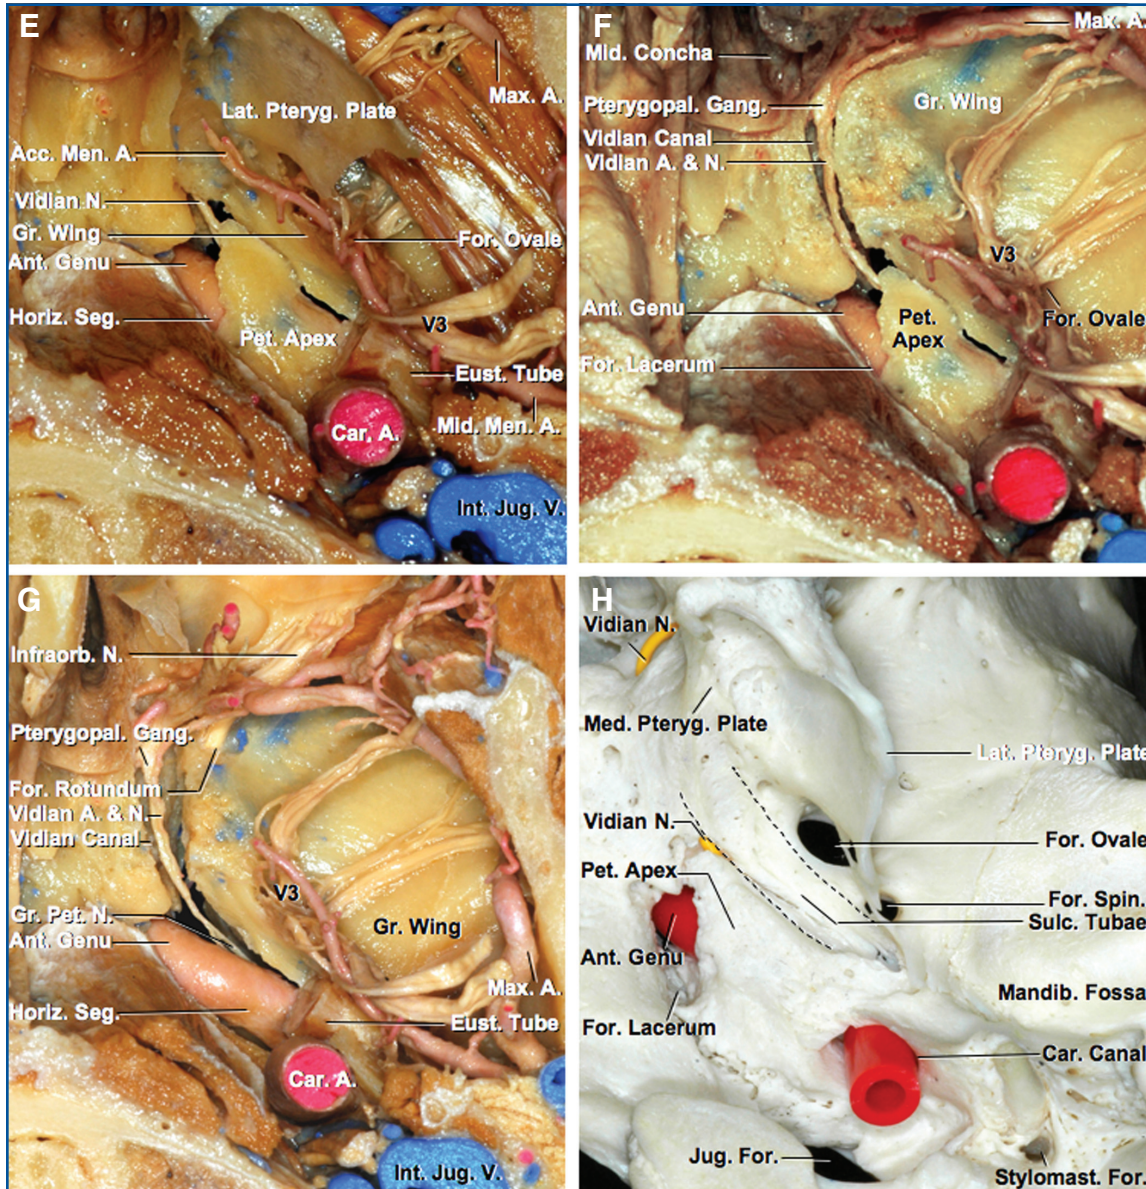 E
Lat. Pteryg. Plate
Max. A.
Acc. Men. A.
Vidian N.
Gr. Wing
For. Ovale
Ant. Genu
Horiz. Seg.
V3
Pet. Apex
Eust. Tube
Car. A.
Mid. Men. A.
Int. Jug. V.
F
Max. A.
Mid. Concha
Pterygopal. Gang.
Gr. Wing
Vidian Canal
Vidian A. & N.
V3
Ant. Genu
Pet.
Apex
For. Ovale
For. Lacerum
G
Infraorb. N.
Pterygopal. Gang.
For. Rotundum
Vidian A. & N.
Vidian Canal
V3
Gr. Pet. N.
Ant. Genu
Gr. Wing
Max. A.
Horiz. Seg.
Eust. Tube
Car. A.
Int. Jug. V.
H
Vidian N.
Med. Pteryg. Plate
Lat. Pteryg. Plate
Vidian N.
For. Ovale
Pet. Apex
For. Spin.
Sulc. Tubae
Ant. Genu
Mandib. Fossa
For. Lacerum
Car. Canal
Jug. For.
Stylomast. For.